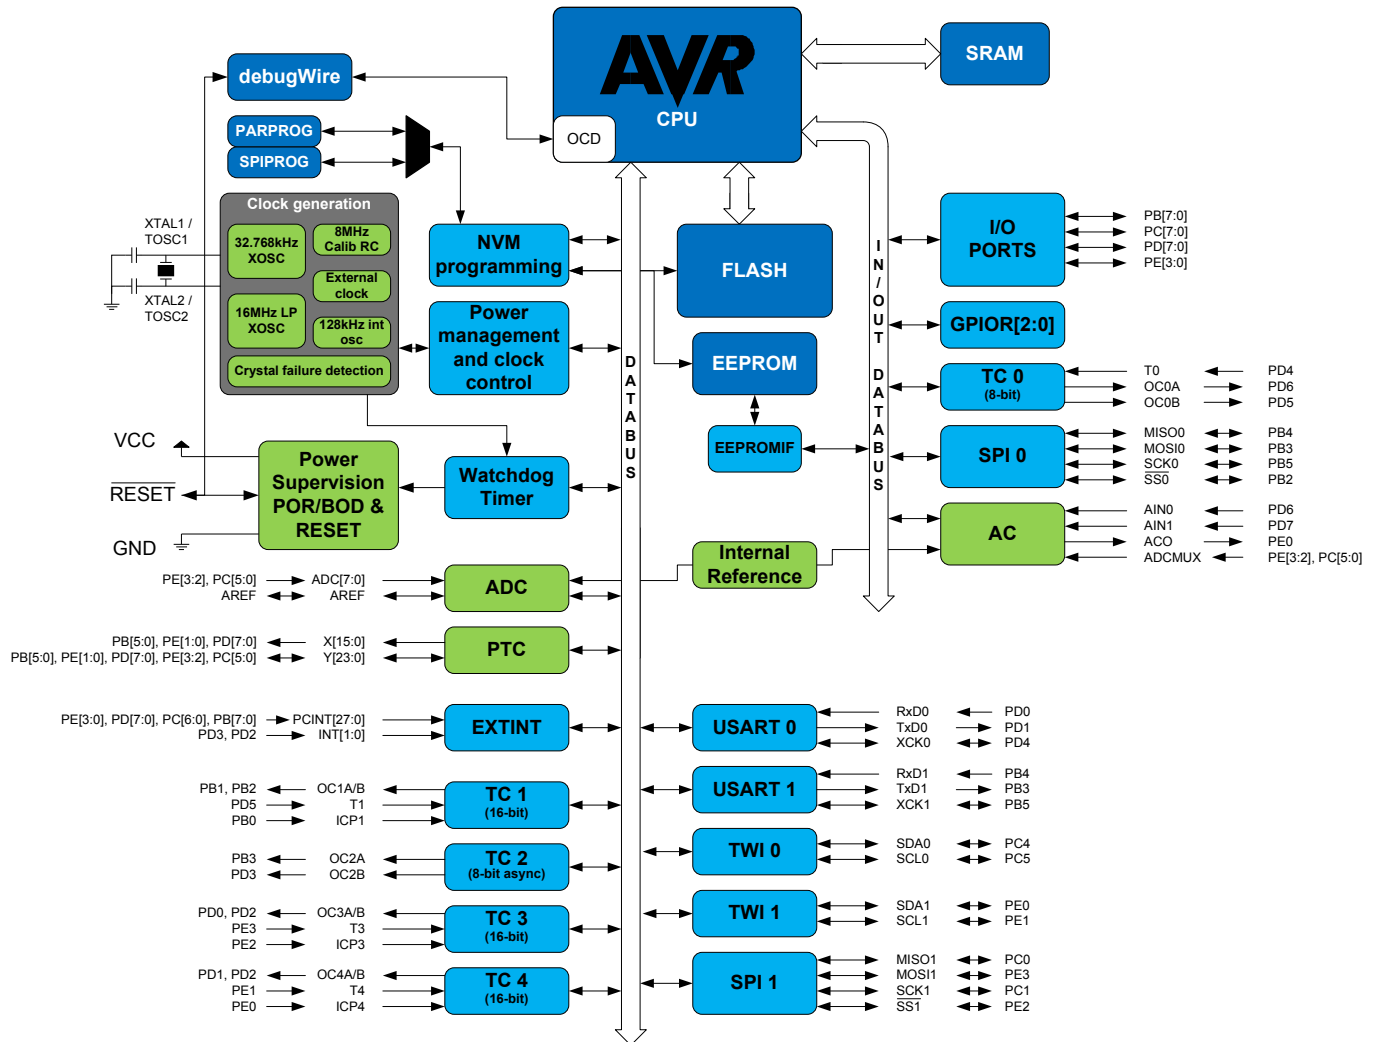 AVR
CPU
OCD
SRAM
debugWire
PARPROG
SPIPROG
Clock generation
XTAL1 /
TOSC1
32.768kHz
XOSC
8MHz
Calib RC
External
clock
XTAL2 /
TOSC2
16MHz LP
XOSC
128kHz int
osc
Crystal failure detection
NVM
programming
Power
management
and clock
control
FLASH
EEPROM
EEPROMIF
DATABUS
IN/OUT DATABUS
I/O
PORTS
PB[7:0]
PC[7:0]
PD[7:0]
PE[3:0]
GPIOR[2:0]
TC 0
(8-bit)
T0 PD4
OC0A PD6
OC0B PD5
SPI 0
MISO0 PB4
MOSI0 PB3
SCK0 PB5
SS0 PB2
AC
AIN0 PD6
AIN1 PD7
ACO PE0
ADCMUX PE[3:2], PC[5:0]
VCC
RESET
GND
Power
Supervision
POR/BOD &
RESET
Watchdog
Timer
Internal
Reference
PE[3:2], PC[5:0] ADC[7:0]
AREF AREF
ADC
PB[5:0], PE[1:0], PD[7:0] X[15:0]
PB[5:0], PE[1:0], PD[7:0], PE[3:2], PC[5:0] Y[23:0]
PTC
PE[3:0], PD[7:0], PC[6:0], PB[7:0] PCINT[27:0]
PD3, PD2 INT[1:0]
EXTINT
PB1, PB2 OC1A/B
PD5 T1
PB0 ICP1
TC 1
(16-bit)
PB3 OC2A
PD3 OC2B
TC 2
(8-bit async)
PD0, PD2 OC3A/B
PE3 T3
PE2 ICP3
TC 3
(16-bit)
PD1, PD2 OC4A/B
PE1 T4
PE0 ICP4
TC 4
(16-bit)
USART 0
RxD0 PD0
TxD0 PD1
XCK0 PD4
USART 1
RxD1 PB4
TxD1 PB3
XCK1 PB5
TWI 0
SDA0 PC4
SCL0 PC5
TWI 1
SDA1 PE0
SCL1 PE1
SPI 1
MISO1 PC0
MOSI1 PE3
SCK1 PC1
SS1 PE2